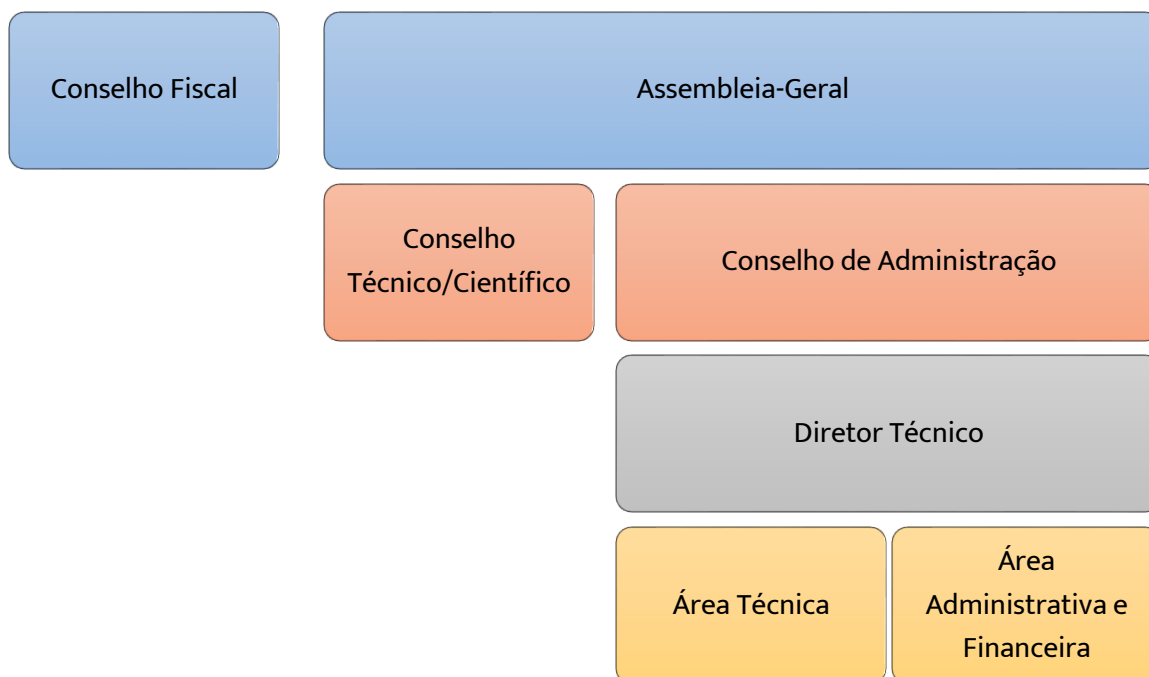 Conselho Fiscal
Assembleia-Geral
Conselho
Técnico/Científico
Conselho de Administração
Diretor Técnico
Área Técnica
Área
Administrativa e
Financeira